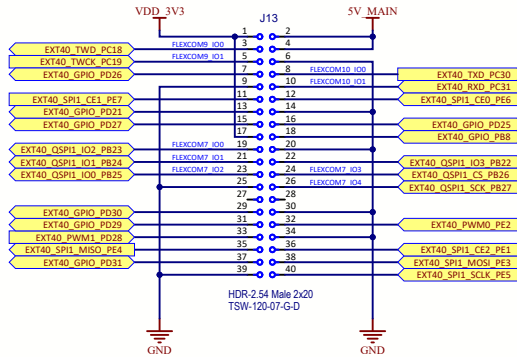 VDD_3V3 5V_MAIN
J13
1 2
FLEXCOM9_IO0
EXT40_TWD_PC18 3 4
FLEXCOM9_IO1
EXT40_TWCK_PC19 5 6
FLEXCOM10_IO0
EXT40_GPIO_PD26 7 8 EXT40_TXD_PC30
FLEXCOM10_IO1
9 10 EXT40_RXD_PC31
EXT40_SPI1_CE1_PE7 11 12 EXT40_SPI1_CE0_PE6
EXT40_GPIO_PD21 13 14
EXT40_GPIO_PD27 15 16 EXT40_GPIO_PD25
17 18 EXT40_GPIO_PB8
FLEXCOM7_IO0
EXT40_QSPI1_IO2_PB23 19 20
FLEXCOM7_IO1
EXT40_QSPI1_IO1_PB24 21 22 EXT40_QSPI1_IO3_PB22
FLEXCOM7_IO2 FLEXCOM7_IO3
EXT40_QSPI1_IO0_PB25 23 24 EXT40_QSPI1_CS_PB26
FLEXCOM7_IO4
25 26 EXT40_QSPI1_SCK_PB27
27 28
EXT40_GPIO_PD30 29 30
EXT40_GPIO_PD29 31 32 EXT40_PWM0_PE2
EXT40_PWM1_PD28 33 34
EXT40_SPI1_MISO_PE4 35 36 EXT40_SPI1_CE2_PE1
EXT40_GPIO_PD31 37 38 EXT40_SPI1_MOSI_PE3
39 40 EXT40_SPI1_SCLK_PE5
HDR-2.54 Male 2x20
TSW-120-07-G-D
GND GND